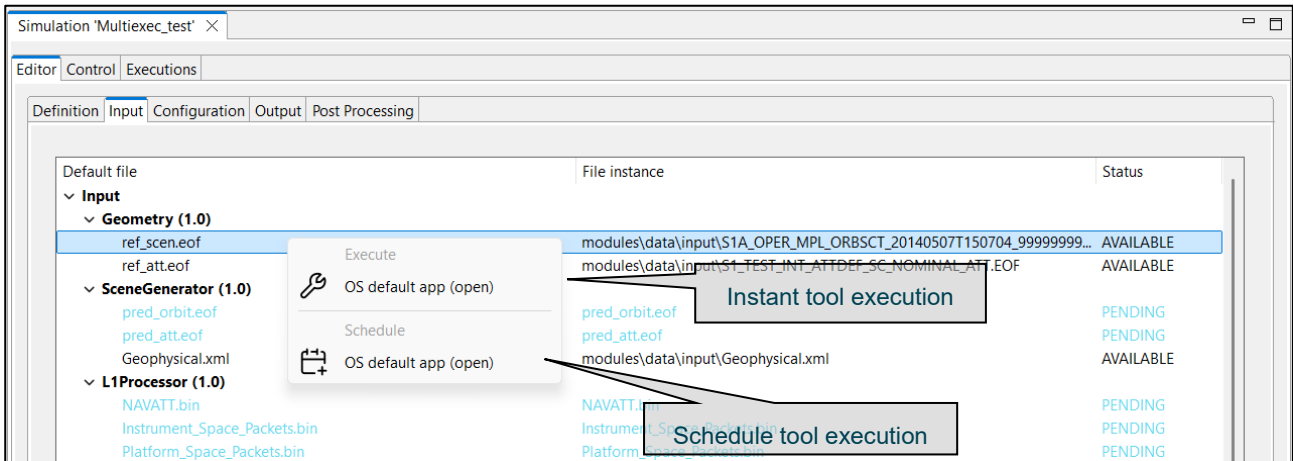 Simulation 'Multiexec_test'
Editor Control Executions
Definition Input Configuration Output Post Processing
Default file File instance Status
Input
Geometry (1.0)
ref_scen.eof modules\data\input\S1A_OPER_MPL_ORBSCT_20140507T150704_99999999... AVAILABLE
Execute
ref_att.eof modules\data\input\S1_TEST_INT_ATTDEF_SC_NOMINAL_ATT.EOF AVAILABLE
OS default app (open)
Instant tool execution
SceneGenerator (1.0)
pred_orbit.eof pred_orbit.eof PENDING
Schedule
pred_att.eof pred_att.eof PENDING
Geophysical.xml modules\data\input\Geophysical.xml AVAILABLE
OS default app (open)
L1Processor (1.0)
NAVATT.bin NAVATT.bin PENDING
Instrument_Space_Packets.bin Instrument_Space_Packets.bin PENDING
Schedule tool execution
Platform_Space_Packets.bin Platform_Space_Packets.bin PENDING